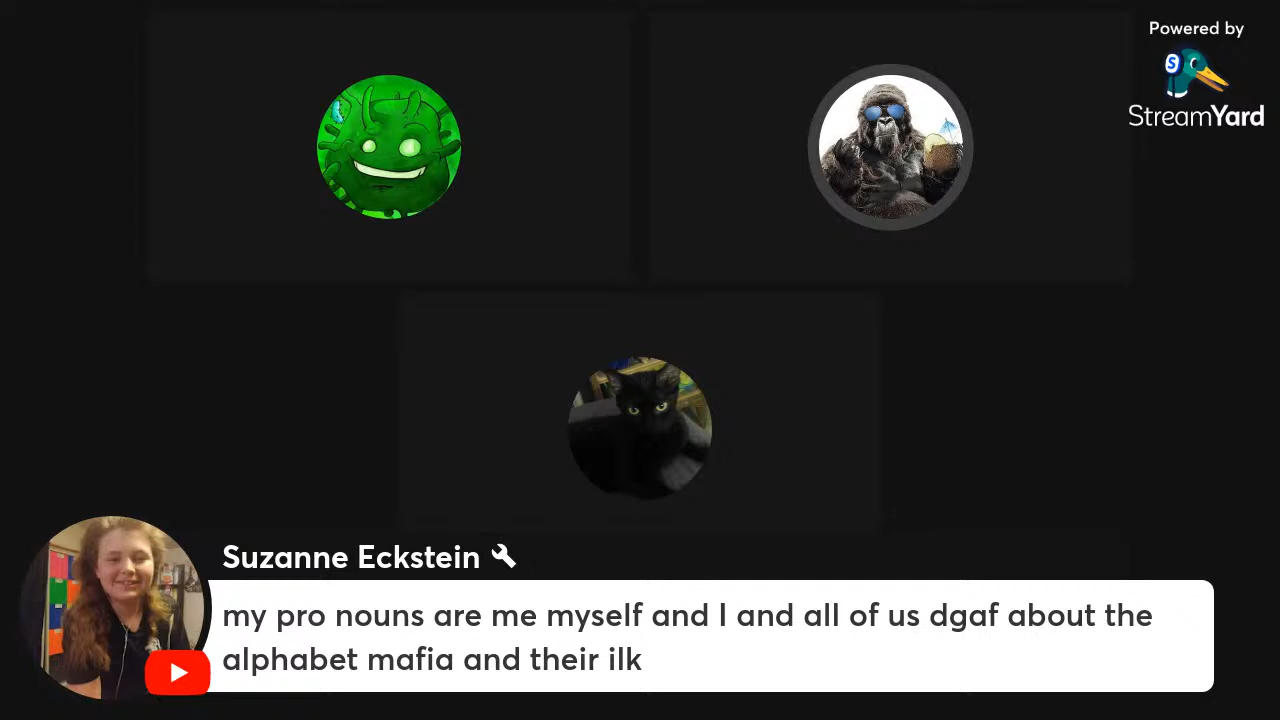 Powered by
S
StreamYard
Suzanne Eckstein
my pro nouns are me myself and I and all of us dgaf about the
alphabet mafia and their ilk